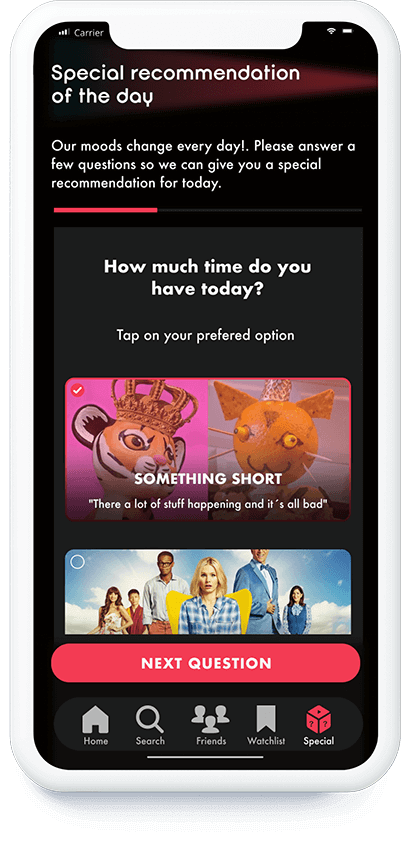 Carrier
Special recommendation
of the day
Our moods change every day!. Please answer a
few questions so we can give you a special
recommendation for today.
How much time do you
have today?
Tap on your prefered option
SOMETHING SHORT
"There a lot of stuff happening and it´s all bad"
NEXT QUESTION
Home Search Friends Watchlist Special